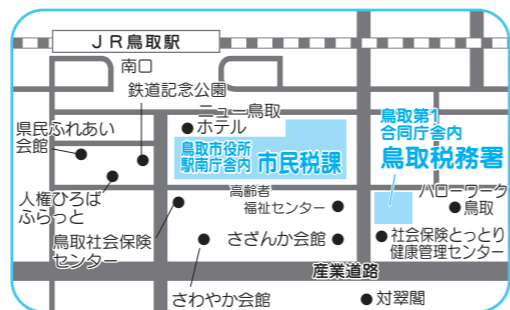 JR鳥取駅
南口
鉄道記念公園
ニュー鳥取
ホテル
県民ふれあい
会館
鳥取市役所
駅南庁舎内
市民税課
鳥取第1
合同庁舎内
鳥取税務署
人権ひろば
ふらっと
高齢者
福祉センター
ハローワーク
鳥取
鳥取社会保険
センター
さざんか会館
社会保険とっとり
健康管理センター
産業道路
さわやか会館
対翠閣